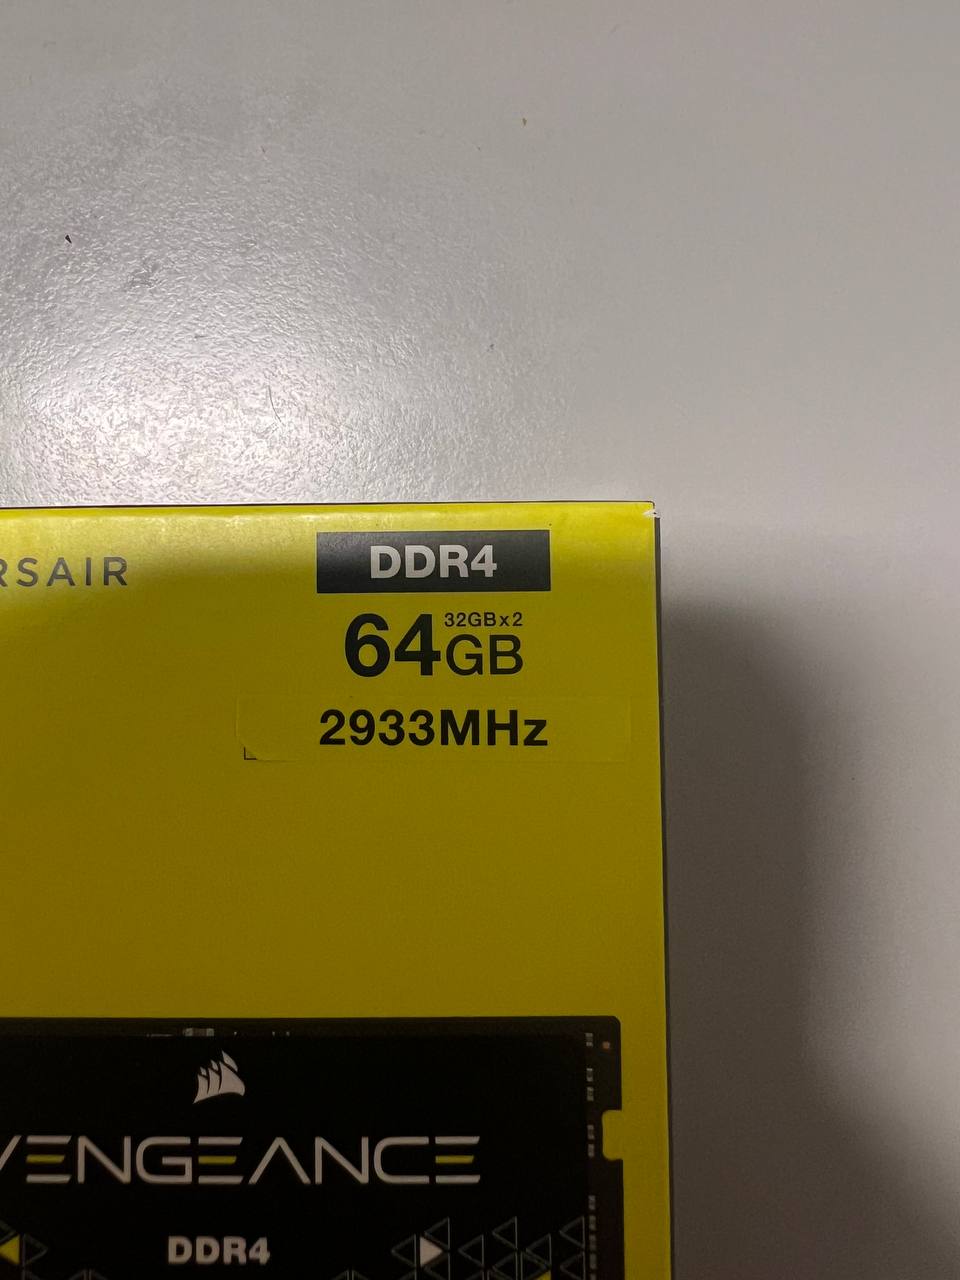 RSAIR
DDR4
32GBx2
64GB
2933MHz
VENGEANCE
DDR4